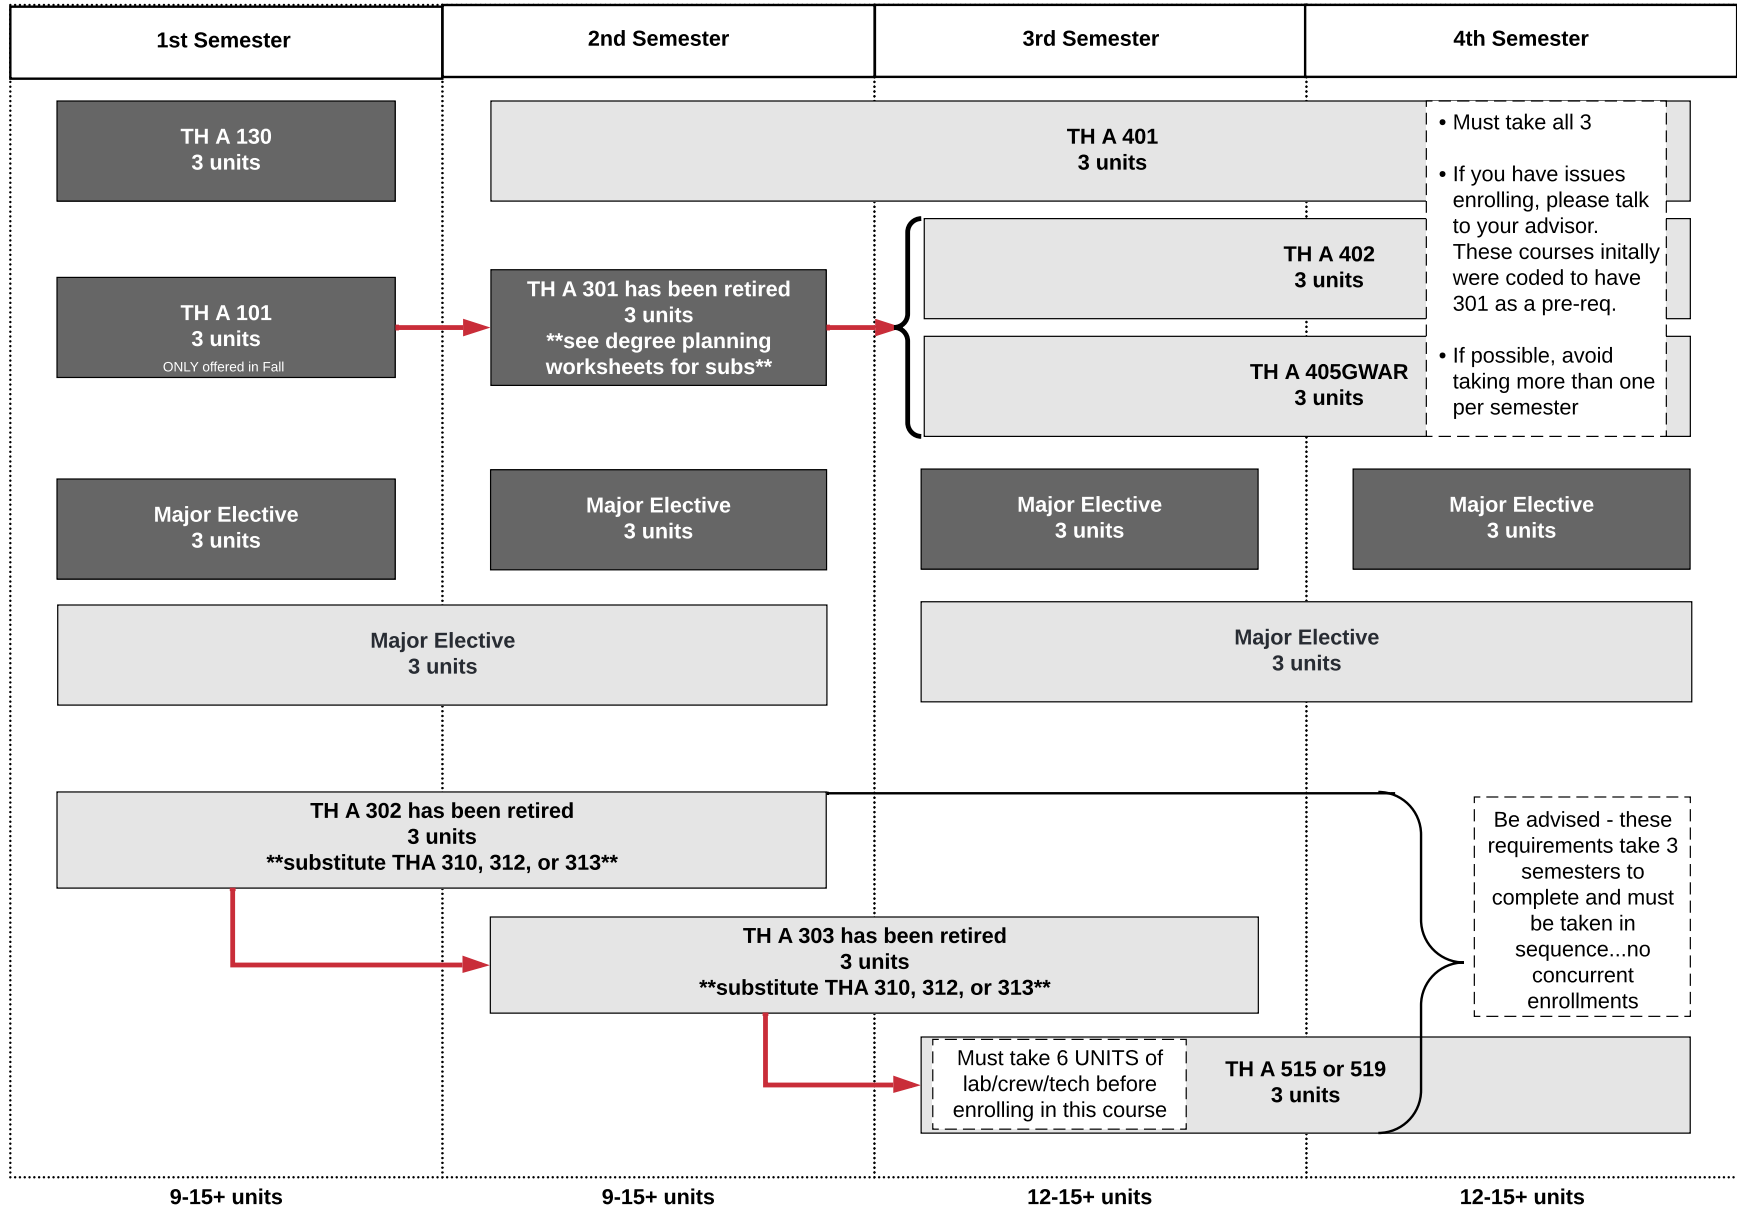 1st Semester
2nd Semester
3rd Semester
4th Semester
TH A 130
3 units
TH A 401
3 units
• Must take all 3
• If you have issues
enrolling, please talk
to your advisor.
These courses initally
were coded to have
301 as a pre-req.
• If possible, avoid
taking more than one
per semester
TH A 402
3 units
TH A 101
3 units
ONLY offered in Fall
TH A 301 has been retired
3 units
**see degree planning
worksheets for subs**
TH A 405GWAR
3 units
Major Elective
3 units
Major Elective
3 units
Major Elective
3 units
Major Elective
3 units
Major Elective
3 units
Major Elective
3 units
TH A 302 has been retired
3 units
**substitute THA 310, 312, or 313**
Be advised - these
requirements take 3
semesters to
complete and must
be taken in
sequence...no
concurrent
enrollments
TH A 303 has been retired
3 units
**substitute THA 310, 312, or 313**
Must take 6 UNITS of
lab/crew/tech before
enrolling in this course
TH A 515 or 519
3 units
9-15+ units
9-15+ units
12-15+ units
12-15+ units